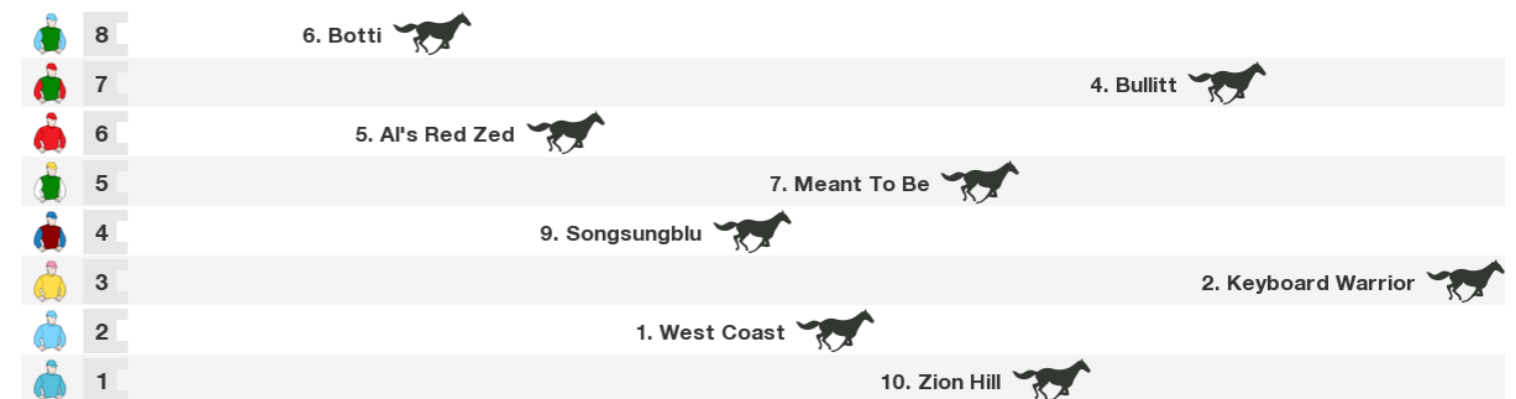 8 6. Botti
7 4. Bullitt
6 5. Al's Red Zed
5 7. Meant To Be
4 9. Songsungblu
3 2. Keyboard Warrior
2 1. West Coast
1 10. Zion Hill